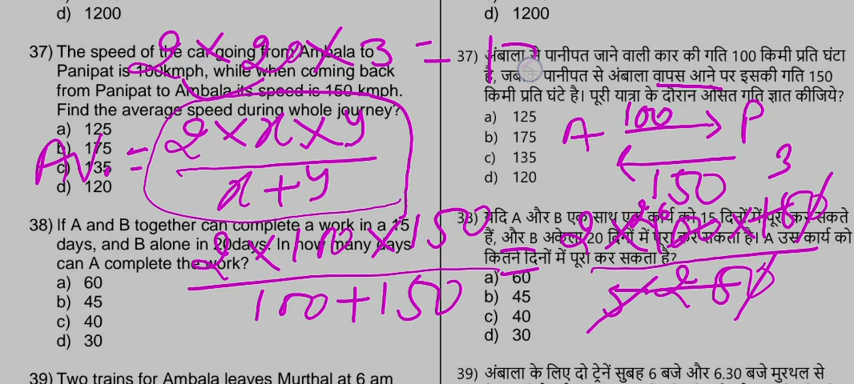 d) 1200
37) The speed of the car going from Ambala to
Panipat is 100kmph, while when coming back
from Panipat to Ambala its speed is 150 kmph.
Find the average speed during whole journey?
a) 125
b) 175
c) 135
d) 120
38) If A and B together can complete a work in a 15
days, and B alone in 20days. In how many days
can A complete the work?
a) 60
b) 45
c) 40
d) 30
39) Two trains for Ambala leaves Murthal at 6 am
d) 1200
37) अंबाला से पानीपत जाने वाली कार की गति 100 किमी प्रति घंटा
है, जबकि पानीपत से अंबाला वापस आने पर इसकी गति 150
किमी प्रति घंटे है। पूरी यात्रा के दौरान औसत गति ज्ञात कीजिये?
a) 125
b) 175
c) 135
d) 120
38) यदि A और B एक साथ एक कार्य को 15 दिनों में पूरा कर सकते
हैं, और B अकेले 20 दिनों में पूरा कर सकता है। A उस कार्य को
कितने दिनों में पूरा कर सकता है?
a) 60
b) 45
c) 40
d) 30
39) अंबाला के लिए दो ट्रेनें सुबह 6 बजे और 6.30 बजे मुरथल से
2 × 20 × 3 = 1
AV. = 2 × x × y
x + y
2 × 100 × 150
100 + 150
=
A 100 P
150
3